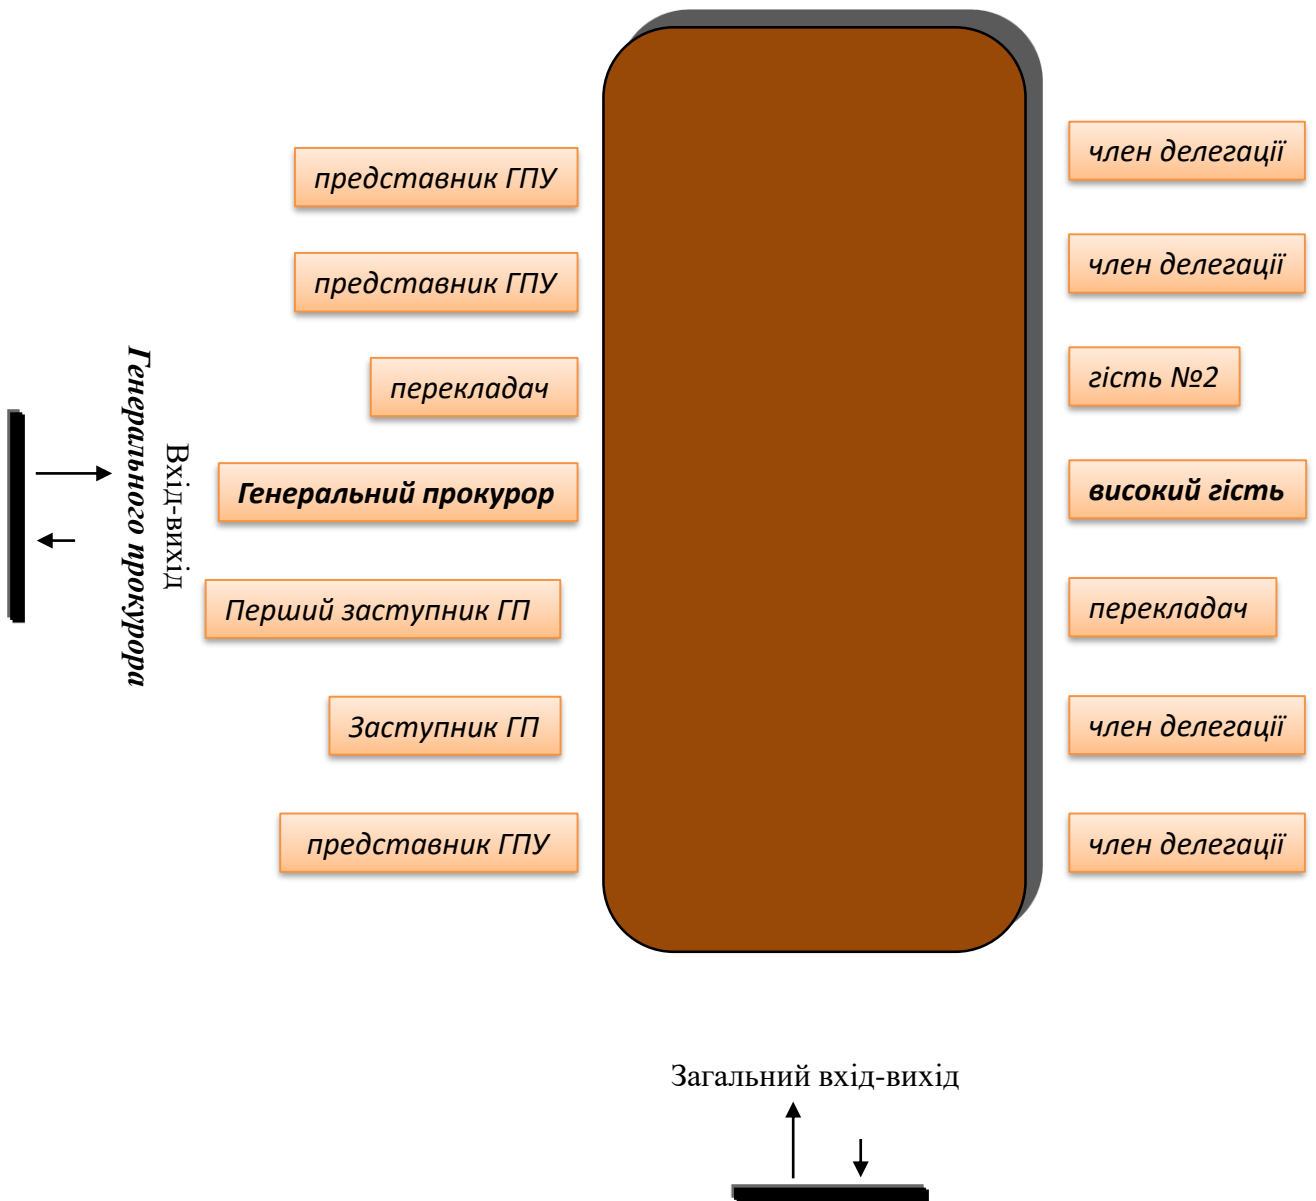 член делегації
представник ГПУ
член делегації
представник ГПУ
гість №2
перекладач
Вхід-вихід
Генерального прокурора
Генеральний прокурор
високий гість
Перший заступник ГП
перекладач
Заступник ГП
член делегації
представник ГПУ
член делегації
Загальний вхід-вихід